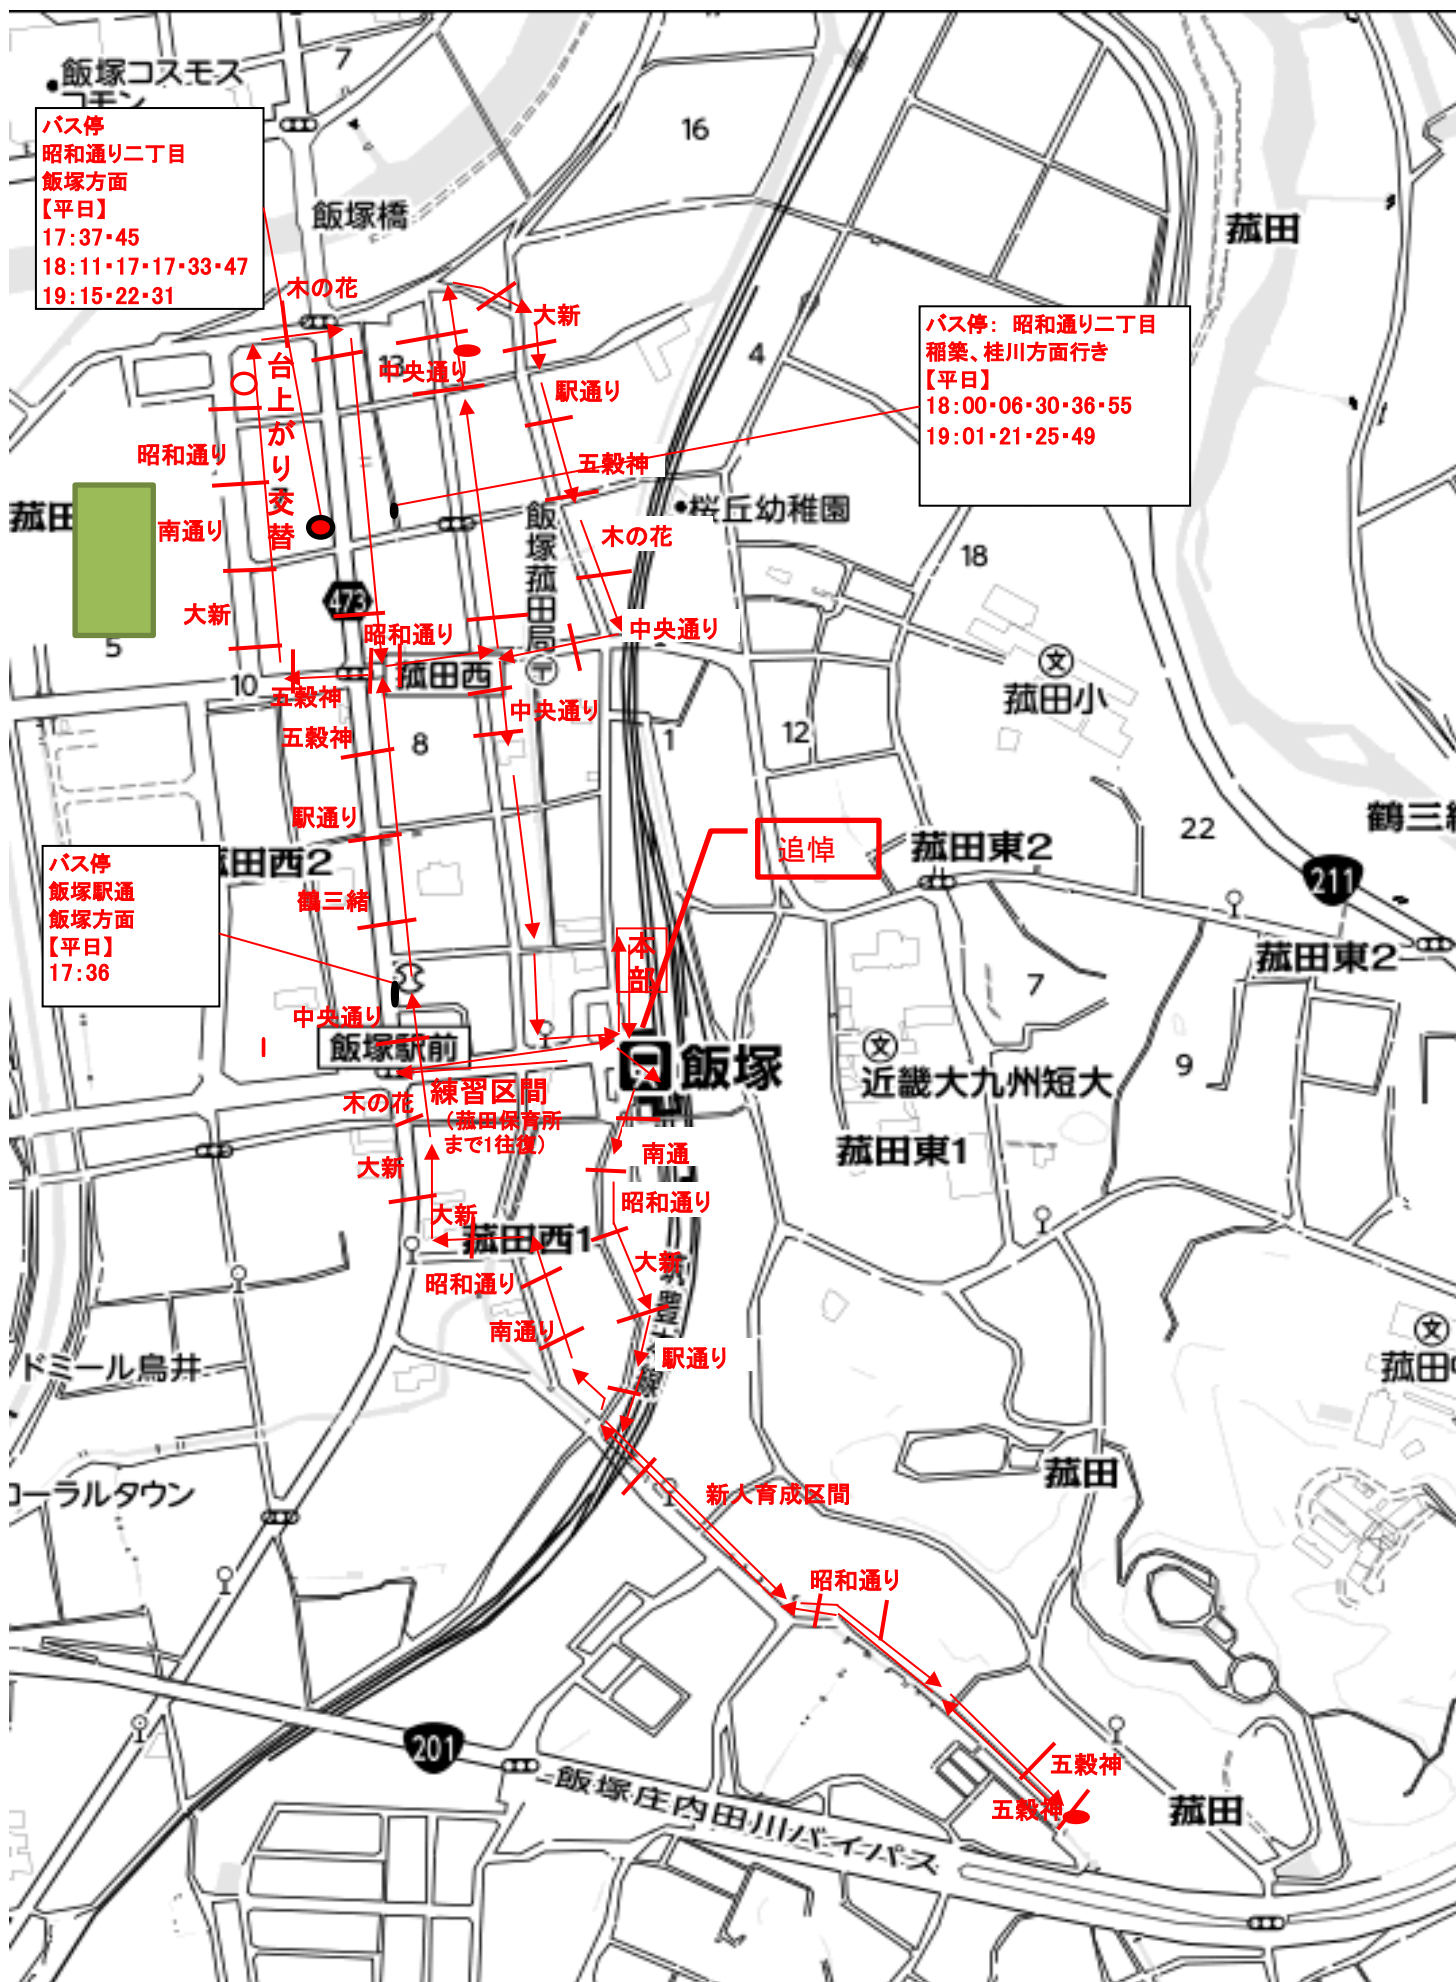 飯塚コスモス
コモン
7
16
バス停
昭和通り二丁目
飯塚方面
【平日】
17:37・45
18:11・17・17・33・47
19:15・22・31
飯塚橋
菰田
木の花
大新
バス停: 昭和通り二丁目
稲築、桂川方面行き
【平日】
18:00・06・30・36・55
19:01・21・25・49
4
13
中央通り
台上がり交替
駅通り
昭和通り
五穀神
桜丘幼稚園
菰田
南通り
飯塚菰田局
木の花
18
473
大新
昭和通り
中央通り
5
10
菰田西
菰田小
五穀神
中央通り
五穀神
8
1
12
駅通り
追悼
菰田東2
22
鶴三緒
211
バス停
飯塚駅通
飯塚方面
【平日】
17:36
菰田西2
鶴三緒
本部
菰田東2
7
中央通り
飯塚駅前
飯塚
近畿大九州短大
9
木の花
練習区間
(菰田保育所
まで1往復)
南通
菰田東1
大新
昭和通り
大新
菰田西1
大新
昭和通り
南通り
駅通り
ドミール鳥井
菰田
ローラルタウン
新人育成区間
菰田
昭和通り
201
飯塚庄内田川バイパス
五穀神
五穀神
菰田